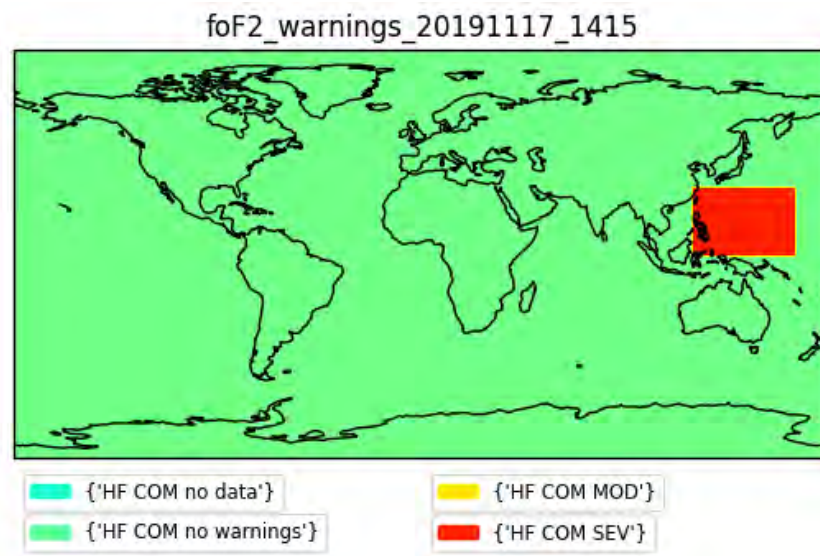 foF2_warnings_20191117_1415
{'HF COM no data'}
{'HF COM MOD'}
{'HF COM no warnings'}
{'HF COM SEV'}